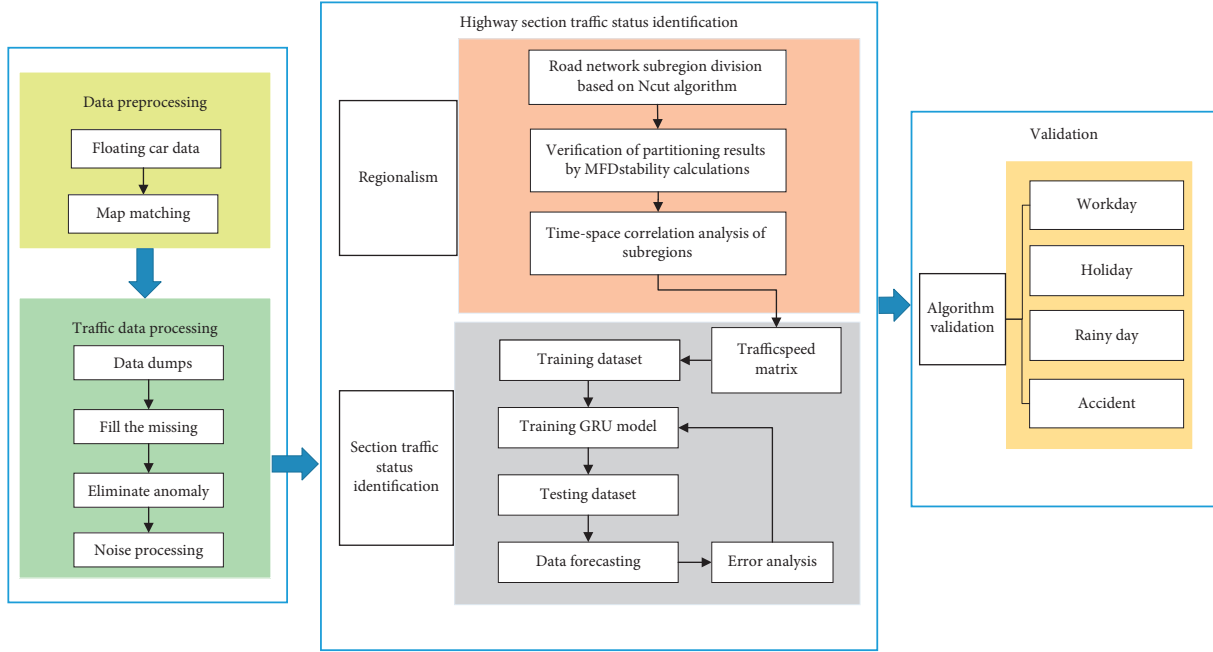 Data preprocessing
Floating car data
Map matching
Traffic data processing
Data dumps
Fill the missing
Eliminate anomaly
Noise processing
Highway section traffic status identification
Regionalism
Road network subregion division
based on Ncut algorithm
Verification of partitioning results
by MFDstability calculations
Time-space correlation analysis of
subregions
Section traffic
status
identification
Trafficspeed
matrix
Training dataset
Training GRU model
Testing dataset
Data forecasting
Error analysis
Validation
Algorithm
validation
Workday
Holiday
Rainy day
Accident